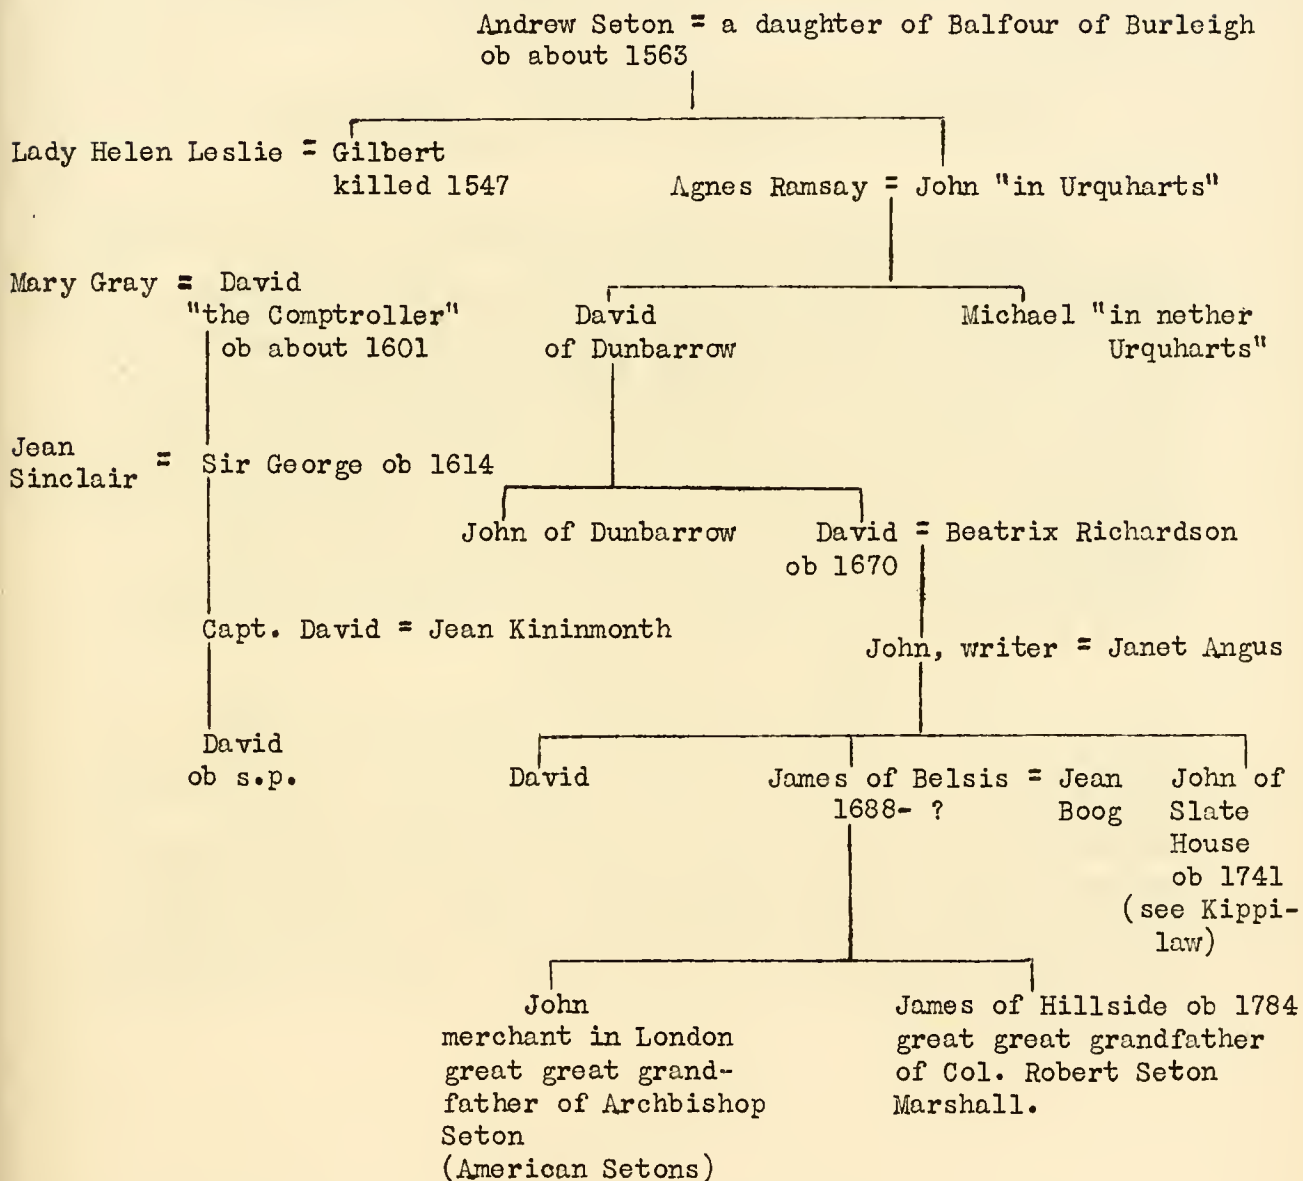 Andrew Seton = a daughter of Balfour of Burleigh
ob about 1563
Lady Helen Leslie = Gilbert
killed 1547
Agnes Ramsay = John "in Urquharts"
Mary Gray = David
"the Comptroller"
ob about 1601
David
of Dunbarrow
Michael "in nether
Urquharts"
Jean
Sinclair = Sir George ob 1614
John of Dunbarrow
David = Beatrix Richardson
ob 1670
Capt. David = Jean Kininmonth
John, writer = Janet Angus
David
ob s.p.
David
James of Belsis = Jean
1688- ? Boog
John of
Slate
House
ob 1741
(see Kippi-
law)
John
merchant in London
great great grand-
father of Archbishop
Seton
(American Setons)
James of Hillside ob 1784
great great grandfather
of Col. Robert Seton
Marshall.